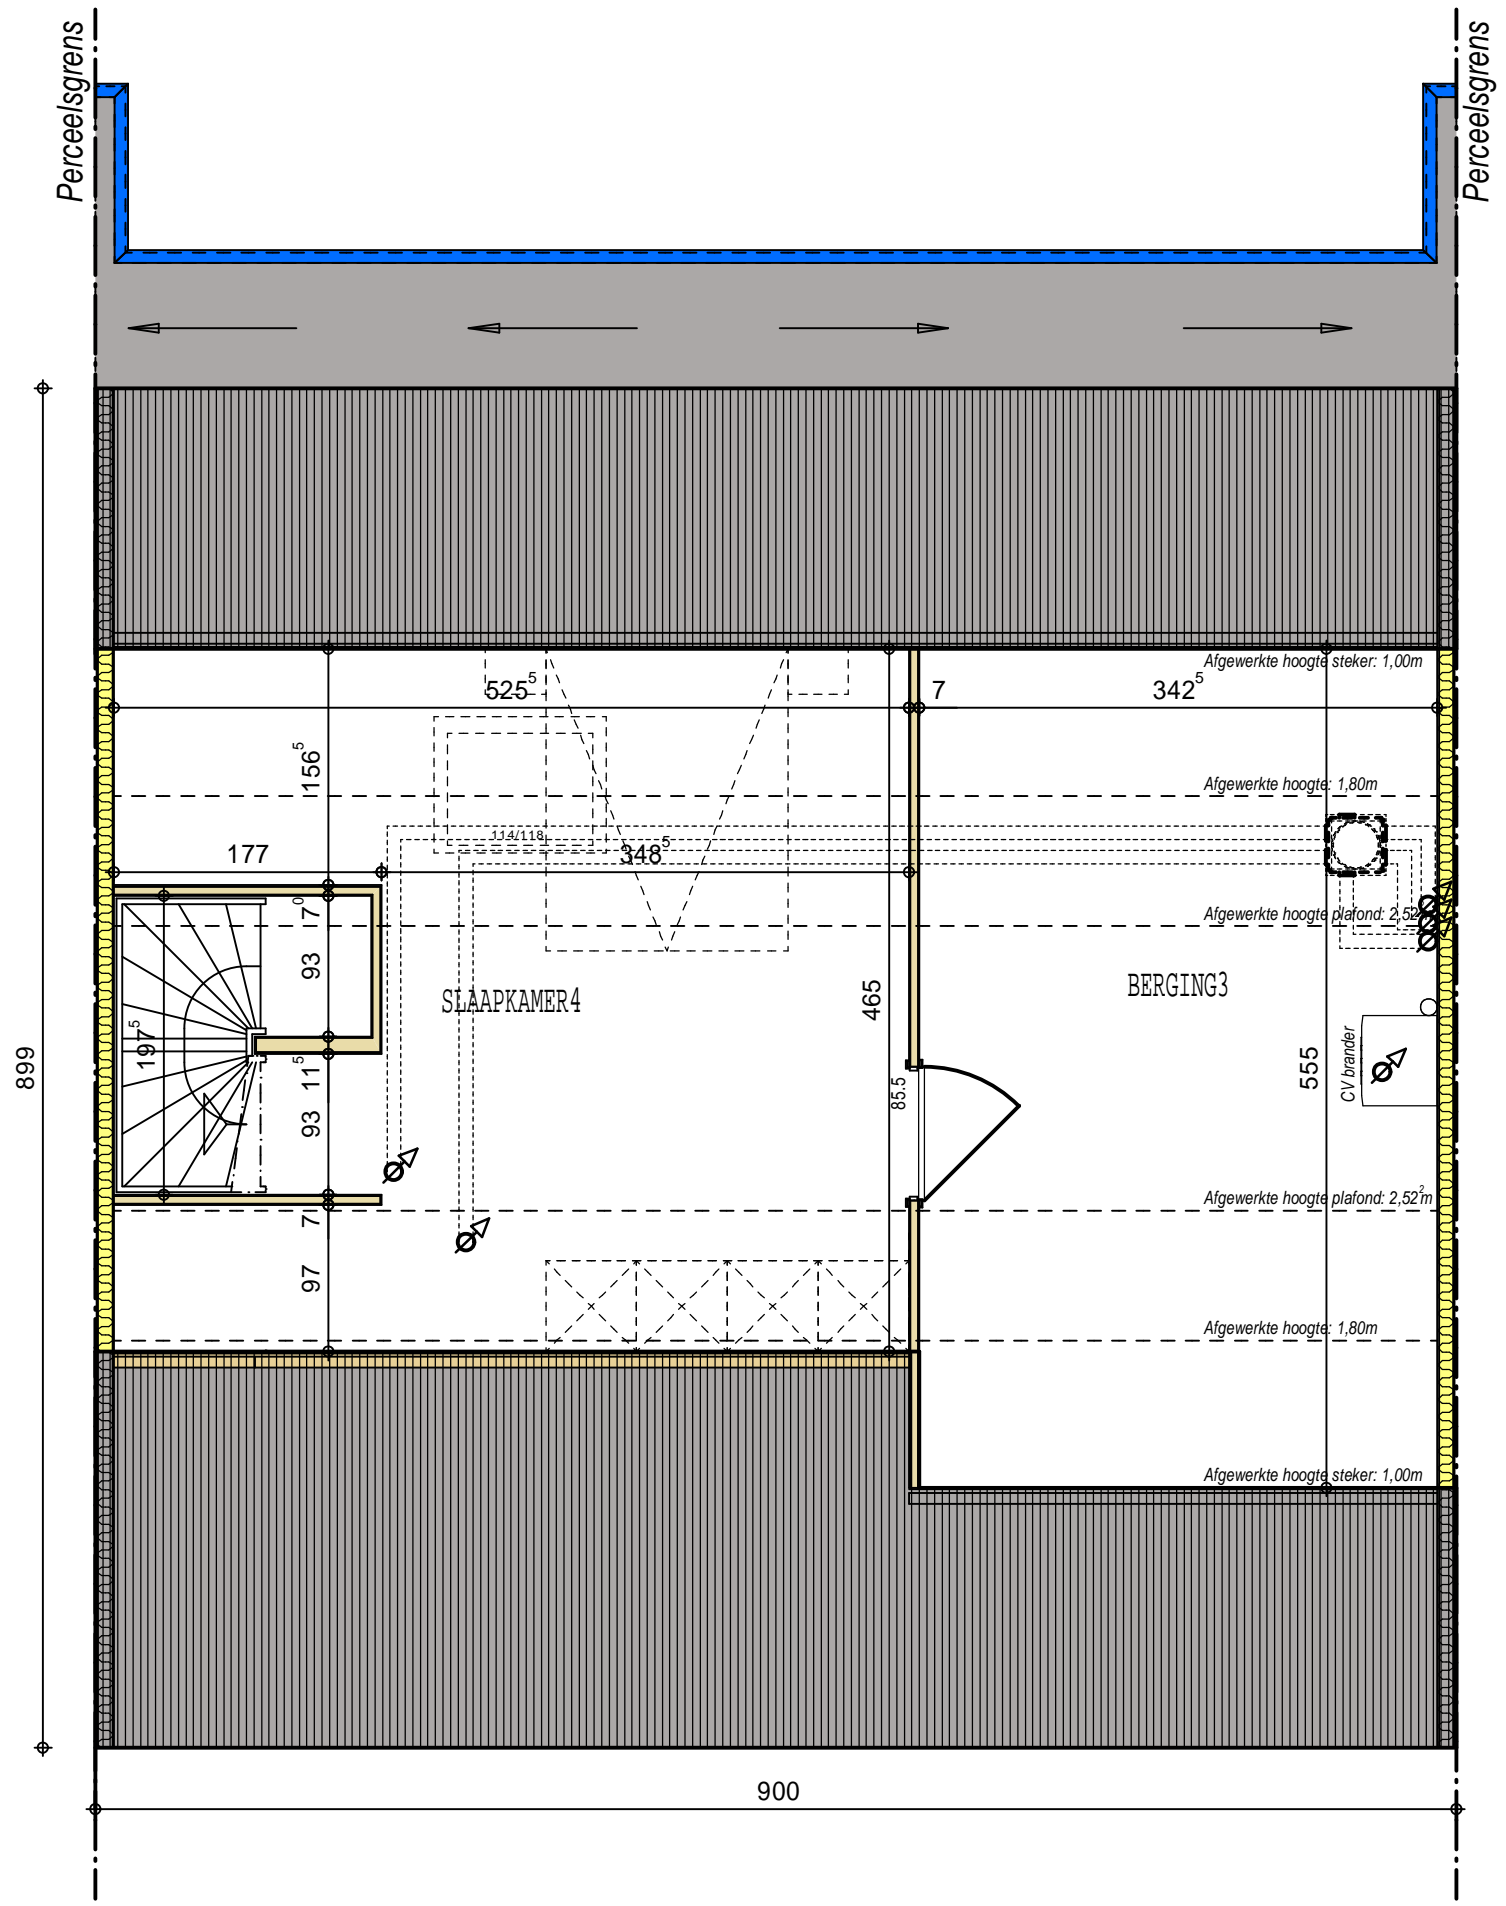 Perceelsgrens
Perceelsgrens
Afgewerkte hoogte steker: 1,00m
525⁵
7
342⁵
156⁵
Afgewerkte hoogte: 1,80m
114/118
177
348⁵
7⁰
Afgewerkte hoogte plafond: 2,52
93
SLAAPKAMER4
465
BERGING3
197⁵
11⁵
899
85.5
555
CV brander
93
7
Afgewerkte hoogte plafond: 2,52²m
97
Afgewerkte hoogte: 1,80m
Afgewerkte hoogte steker: 1,00m
900